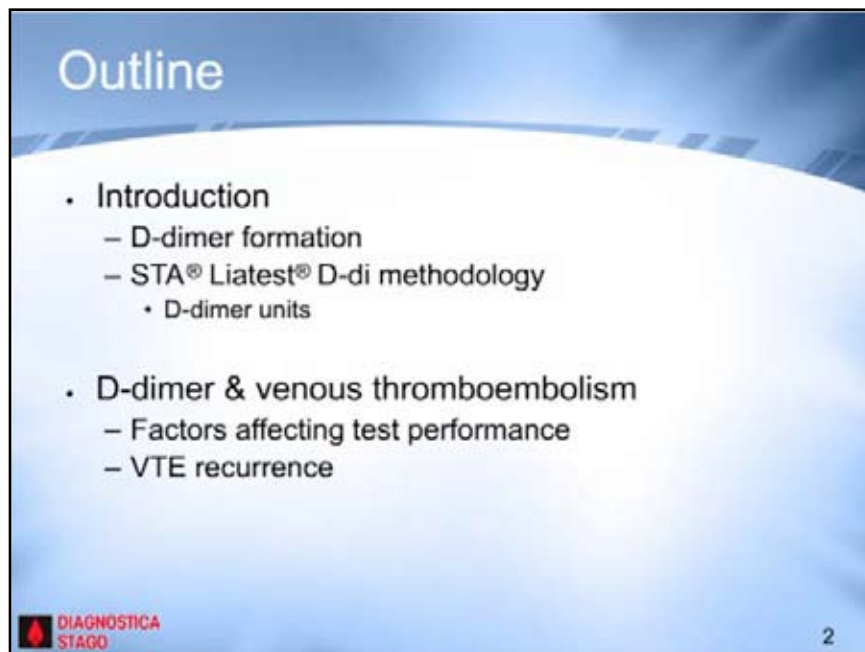 Outline
• Introduction
– D-dimer formation
– STA® Liatest® D-di methodology
• D-dimer units
• D-dimer & venous thromboembolism
– Factors affecting test performance
– VTE recurrence
DIAGNOSTICA
STAGO
2